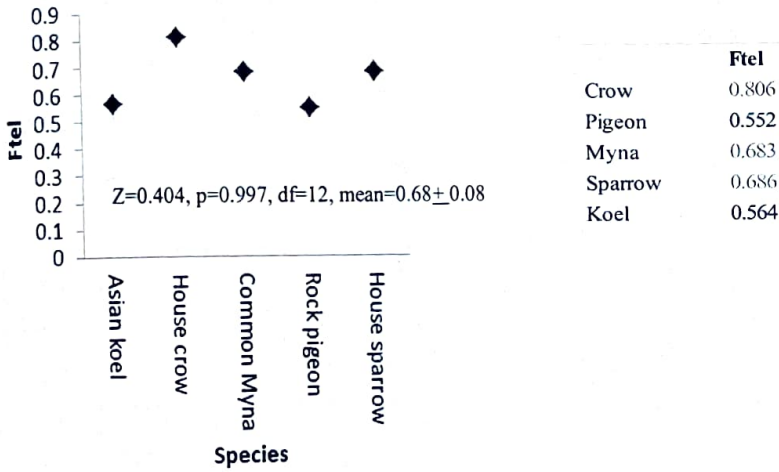 0.9
0.8
0.7
0.6
0.5
0.4
0.3
0.2
0.1
0
Ftel
Z=0.404, p=0.997, df=12, mean=0.68+0.08
Asian koel
House crow
Common Myna
Rock pigeon
House sparrow
Species
Ftel
Crow 0.806
Pigeon 0.552
Myna 0.683
Sparrow 0.686
Koel 0.564